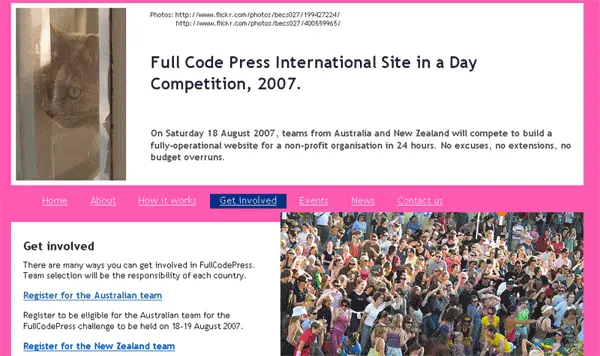 Photos: http://www.flickr.com/photos/becs027/199427224/
http://www.flickr.com/photos/becs027/400559965/
Full Code Press International Site in a Day
Competition, 2007.
On Saturday 18 August 2007, teams from Australia and New Zealand will compete to build a
fully-operational website for a non-profit organisation in 24 hours. No excuses, no extensions, no
budget overruns.
Home About How it works Get involved Events News Contact us
Get involved
There are many ways you can get involved in FullCodePress.
Team selection will be the responsibility of each country.
Register for the Australian team
Register to be eligible for the Australian team for the
FullCodePress challenge to be held on 18-19 August 2007.
Register for the New Zealand team